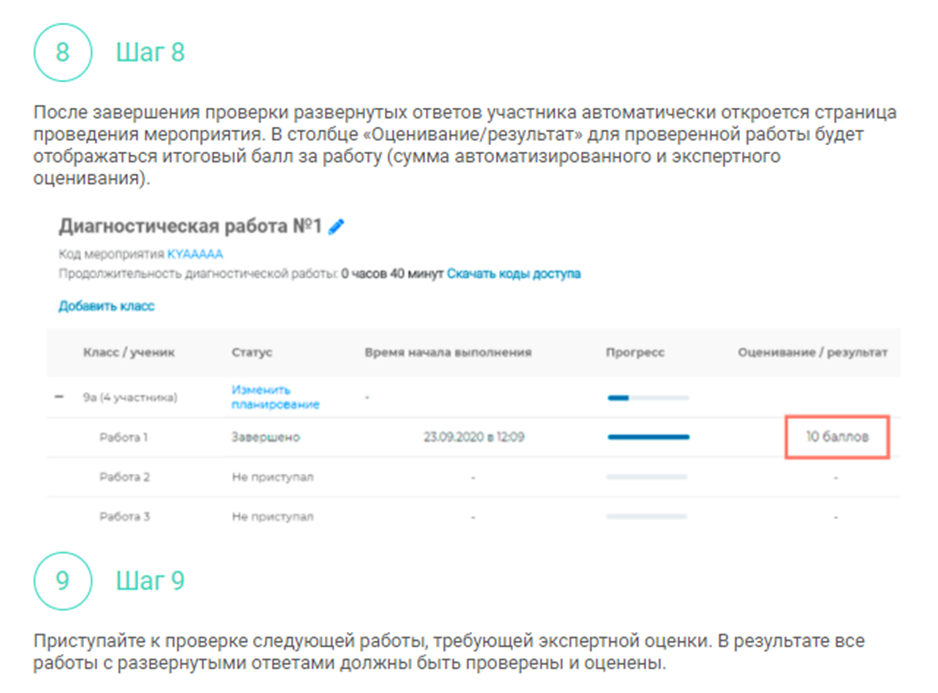 8 Шаг 8
После завершения проверки развернутых ответов участника автоматически откроется страница
проведения мероприятия. В столбце «Оценивание/результат» для проверенной работы будет
отображаться итоговый балл за работу (сумма автоматизированного и экспертного
оценивания).
Диагностическая работа №1
Код мероприятия KYAAAAA
Продолжительность диагностической работы: 0 часов 40 минут Скачать коды доступа
Добавить класс
Класс / ученик Статус Время начала выполнения Прогресс Оценивание / результат
– 9а (4 участника) Изменить планирование -
Работа 1 Завершено 23.09.2020 в 12:09 10 баллов
Работа 2 Не приступал - -
Работа 3 Не приступал - -
9 Шаг 9
Приступайте к проверке следующей работы, требующей экспертной оценки. В результате все
работы с развернутыми ответами должны быть проверены и оценены.